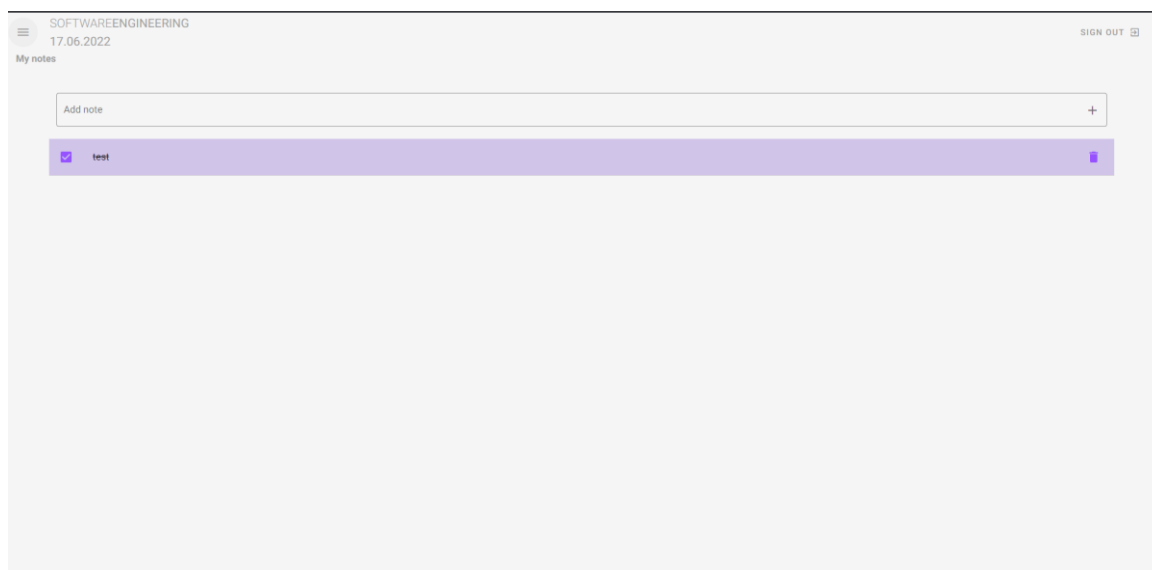 SOFTWAREENGINEERING
17.06.2022
SIGN OUT
My notes
Add note
test